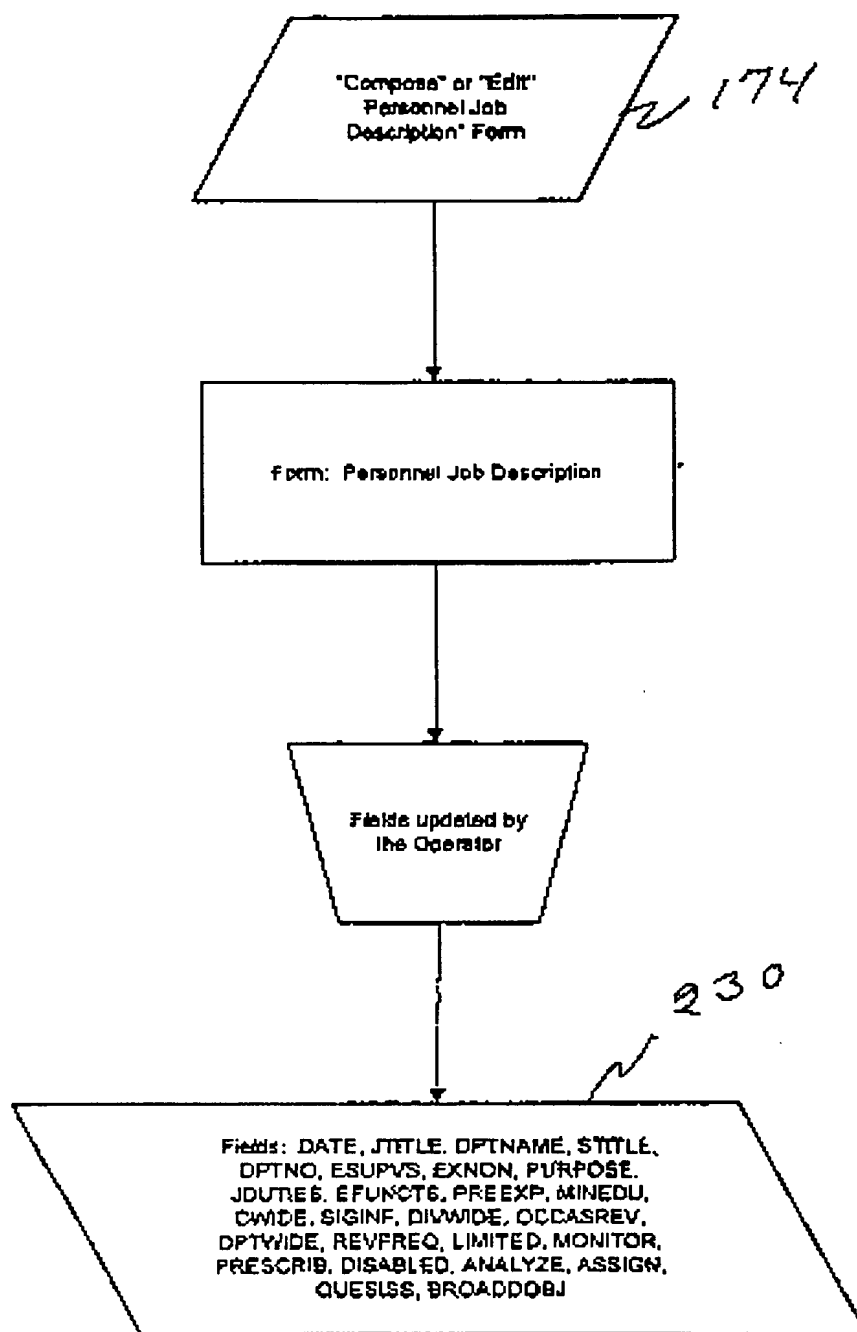 "Compose" or "Edit"
Personnel Job
Description" Form
174
Form: Personnel Job Description
Fields updated by
the Operator
230
Fields: DATE, JTITLE, DPTNAME, STITLE,
DPTNO, ESUPVS, EXNON, PURPOSE,
JDUTIES, EFUNCTS, PREEXP, MINEDU,
CWIDE, SIGINF, DIVWIDE, OCCASREV,
DPTWIDE, REVFREQ, LIMITED, MONITOR,
PRESCRIB, DISABLED, ANALYZE, ASSIGN,
QUESISS, BROADDOBJ